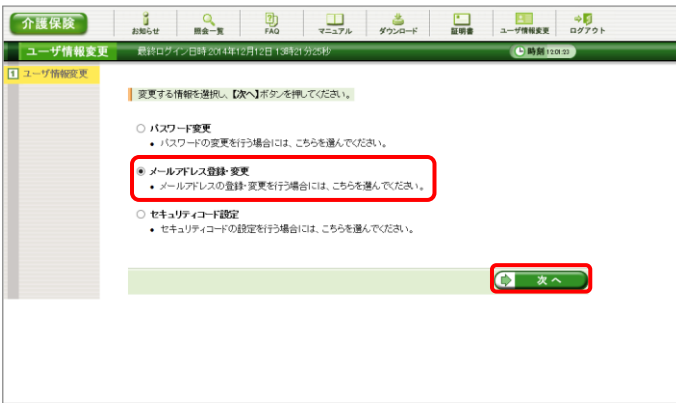 介護保険
お知らせ
照会一覧
FAQ
マニュアル
ダウンロード
証明書
ユーザ情報変更
ログアウト
ユーザ情報変更
最終ログイン日時:2014年12月12日 13時21分25秒
時刻
1 ユーザ情報変更
変更する情報を選択し、【次へ】ボタンを押してください。
パスワード変更
• パスワードの変更を行う場合には、こちらを選んでください。
メールアドレス登録・変更
• メールアドレスの登録・変更を行う場合には、こちらを選んでください。
セキュリティコード設定
• セキュリティコードの設定を行う場合には、こちらを選んでください。
次へ